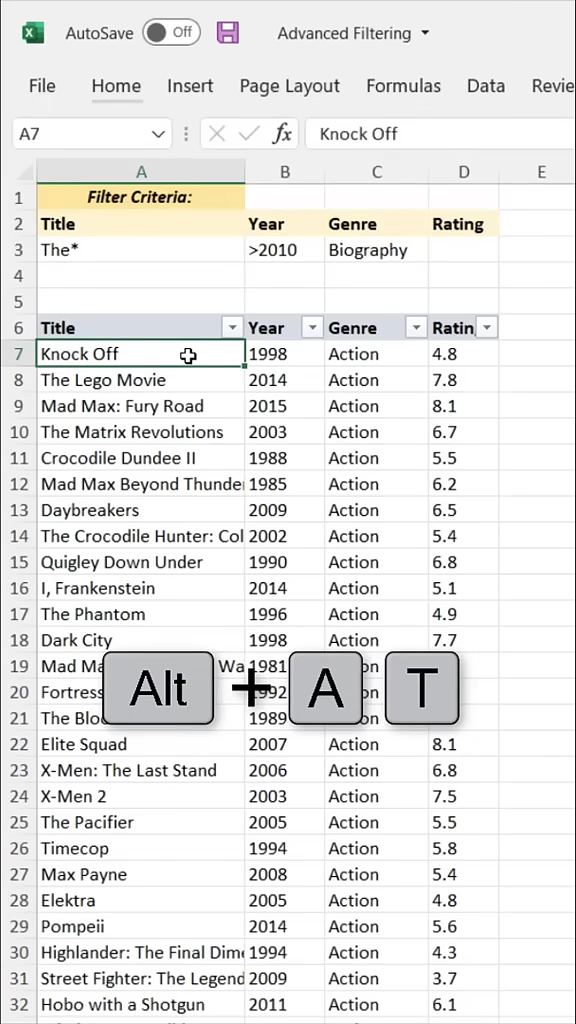 AutoSave Off Advanced Filtering
File Home Insert Page Layout Formulas Data Revie
A7 fx Knock Off
A B C D E
1 Filter Criteria:
2 Title Year Genre Rating
3 The* >2010 Biography
4
5
6 Title Year Genre Ratin
7 Knock Off 1998 Action 4.8
8 The Lego Movie 2014 Action 7.8
9 Mad Max: Fury Road 2015 Action 8.1
10 The Matrix Revolutions 2003 Action 6.7
11 Crocodile Dundee II 1988 Action 5.5
12 Mad Max Beyond Thunde 1985 Action 6.2
13 Daybreakers 2009 Action 6.5
14 The Crocodile Hunter: Col 2002 Action 5.4
15 Quigley Down Under 1990 Action 6.8
16 I, Frankenstein 2014 Action 5.1
17 The Phantom 1996 Action 4.9
18 Dark City 1998 Action 7.7
19 Mad Ma Wa 1981 on
20 Fortress 992
21 The Bloo 1989
Alt + A T
22 Elite Squad 2007 Action 8.1
23 X-Men: The Last Stand 2006 Action 6.8
24 X-Men 2 2003 Action 7.5
25 The Pacifier 2005 Action 5.5
26 Timecop 1994 Action 5.8
27 Max Payne 2008 Action 5.4
28 Elektra 2005 Action 4.8
29 Pompeii 2014 Action 5.6
30 Highlander: The Final Dime 1994 Action 4.3
31 Street Fighter: The Legend 2009 Action 3.7
32 Hobo with a Shotgun 2011 Action 6.1